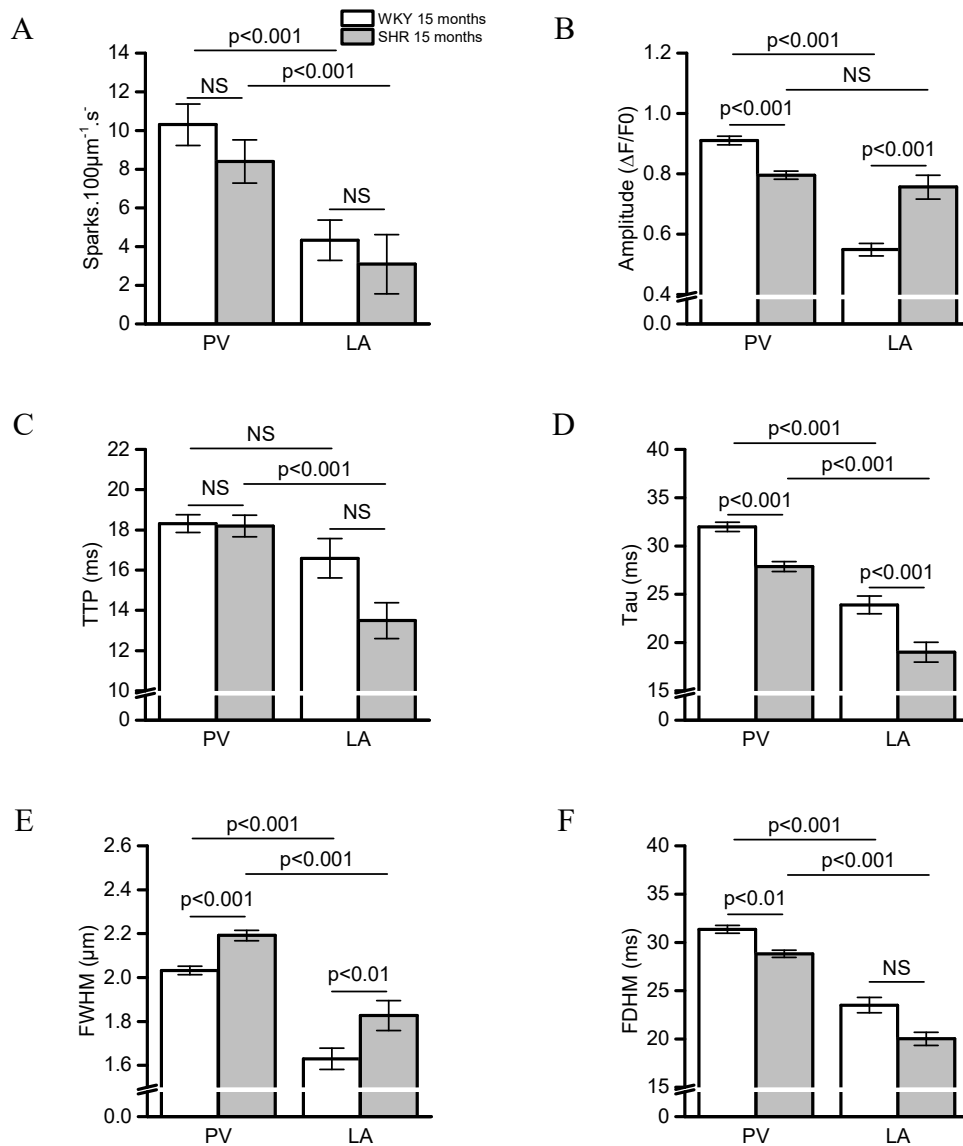 A
WKY 15 months
SHR 15 months
p<0.001
p<0.001
NS
NS
Sparks.100µm⁻¹.s⁻
14
12
10
8
6
4
2
0
PV
LA
B
p<0.001
NS
p<0.001
p<0.001
Amplitude (ΔF/F0)
1.2
1.0
0.8
0.6
0.4
0.0
PV
LA
C
NS
p<0.001
NS
NS
TTP (ms)
22
20
18
16
14
12
10
0
PV
LA
D
p<0.001
p<0.001
p<0.001
p<0.001
Tau (ms)
40
35
30
25
20
15
0
PV
LA
E
p<0.001
p<0.001
p<0.001
p<0.01
FWHM (µm)
2.6
2.4
2.2
2.0
1.8
1.6
0.0
PV
LA
F
p<0.001
p<0.001
p<0.01
NS
FDHM (ms)
40
35
30
25
20
15
0
PV
LA